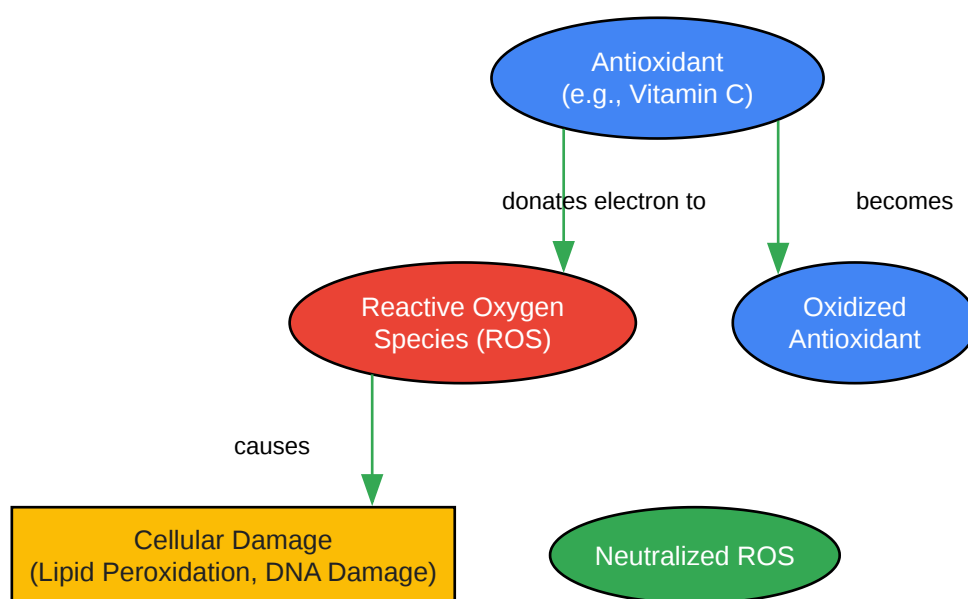 Antioxidant
(e.g., Vitamin C)
donates electron to
becomes
Reactive Oxygen
Species (ROS)
Oxidized
Antioxidant
causes
Cellular Damage
(Lipid Peroxidation, DNA Damage)
Neutralized ROS